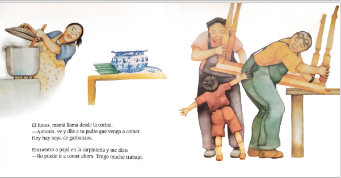 El lunes, mamá llama desde la cocina.
—Antonio, ve y dile a tu padre que venga a comer.
Hoy hay sopa de garbanzos.
Encuentro a papá en la carpintería y me dice:
—No puedo ir a comer ahora. Tengo mucho trabajo.